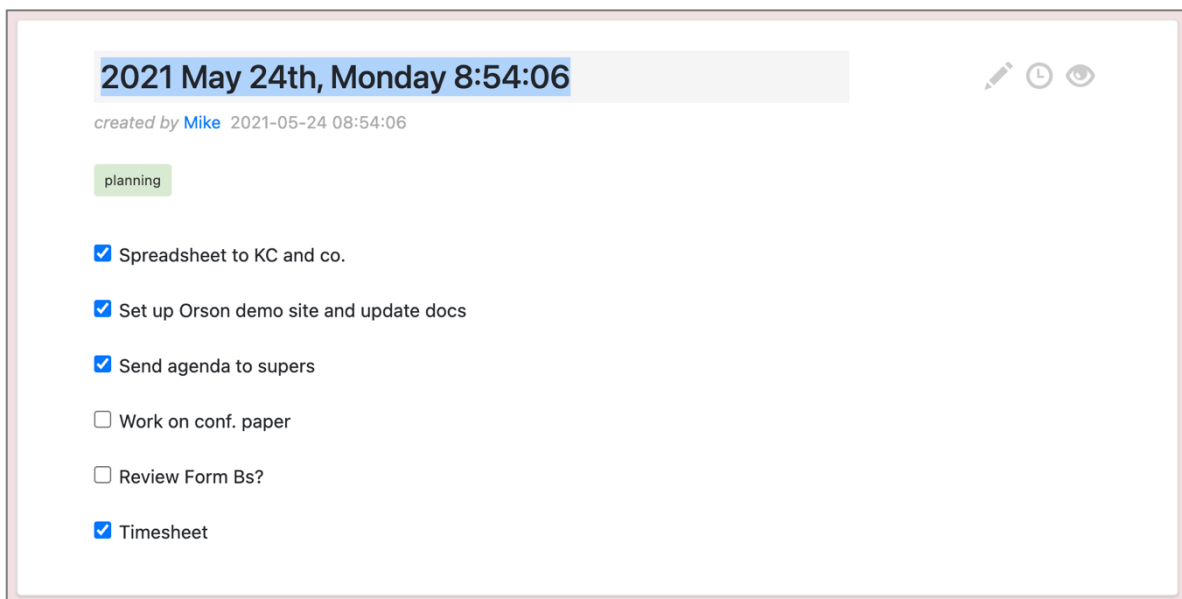 2021 May 24th, Monday 8:54:06
created by Mike 2021-05-24 08:54:06
planning
Spreadsheet to KC and co.
Set up Orson demo site and update docs
Send agenda to supers
Work on conf. paper
Review Form Bs?
Timesheet